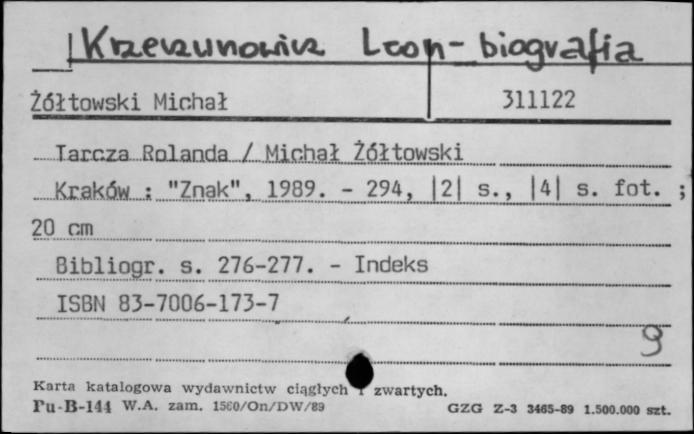 Krzeczunowicz Leon - biografia
Żółtowski Michał 311122
Tarcza Rolanda / Michał Żółtowski
Kraków : "Znak", 1989. - 294, |2| s., |4| s. fot. ;
20 cm
Bibliogr. s. 276-277. - Indeks
ISBN 83-7006-173-7
9
Karta katalogowa wydawnictw ciągłych i zwartych.
Pu-B-144 W.A. zam. 1560/On/DW/89 GZG Z-3 3465-89 1.500.000 szt.